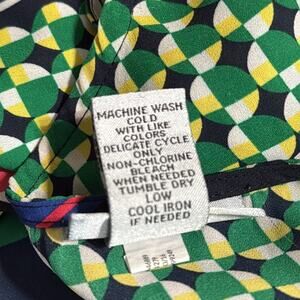 MACHINE WASH
COLD
WITH LIKE
COLORS
DELICATE CYCLE
ONLY
NON-CHLORINE
BLEACH
WHEN NEEDED
TUMBLE DRY
LOW
COOL IRON
IF NEEDED